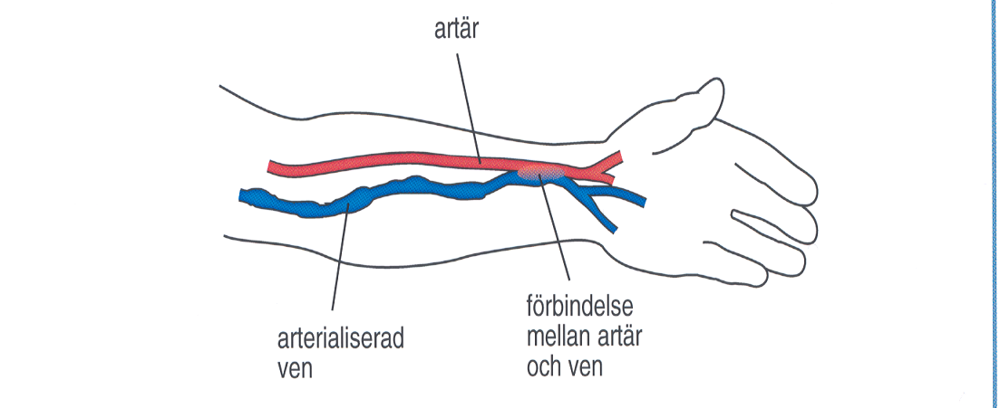 artär
arterialiserad
ven
förbindelse
mellan artär
och ven